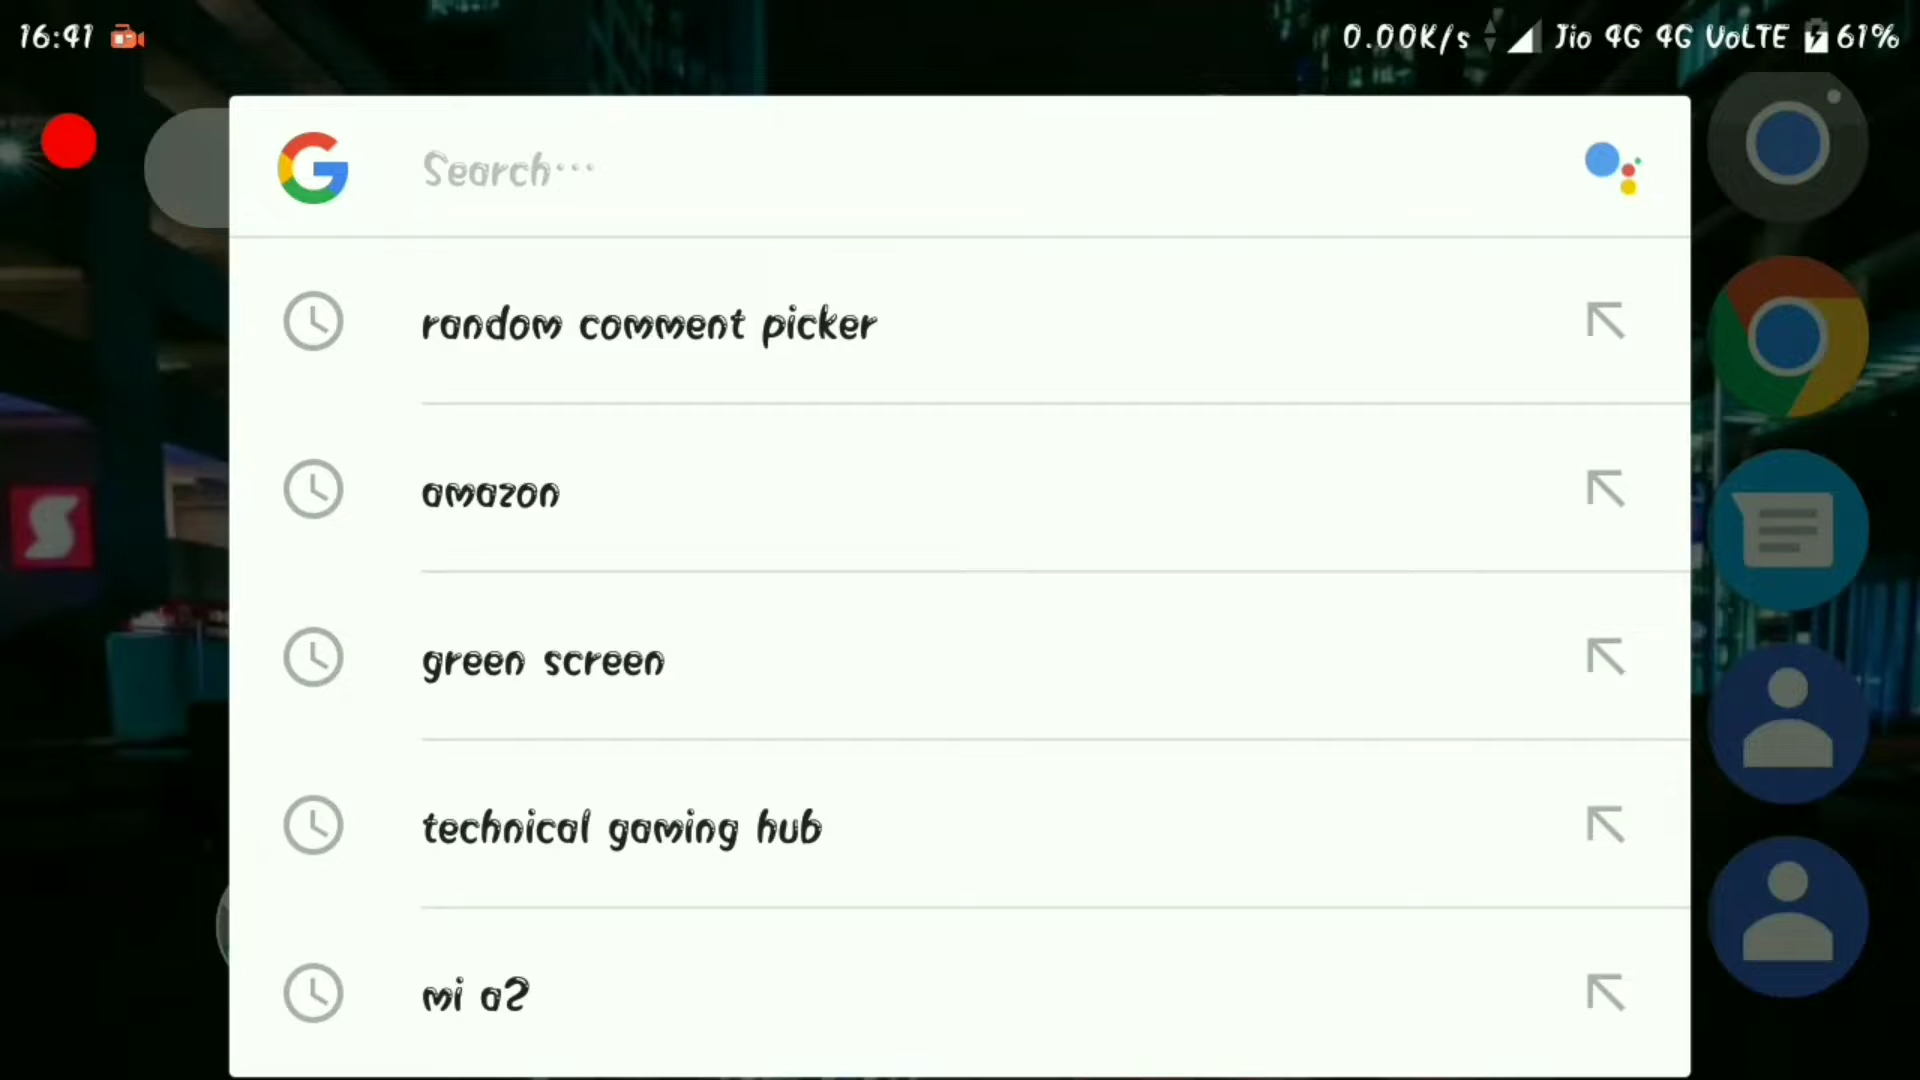 16:41
0.00K/s Jio 4G 4G VoLTE 61%
Search...
random comment picker
amazon
green screen
technical gaming hub
mi a2